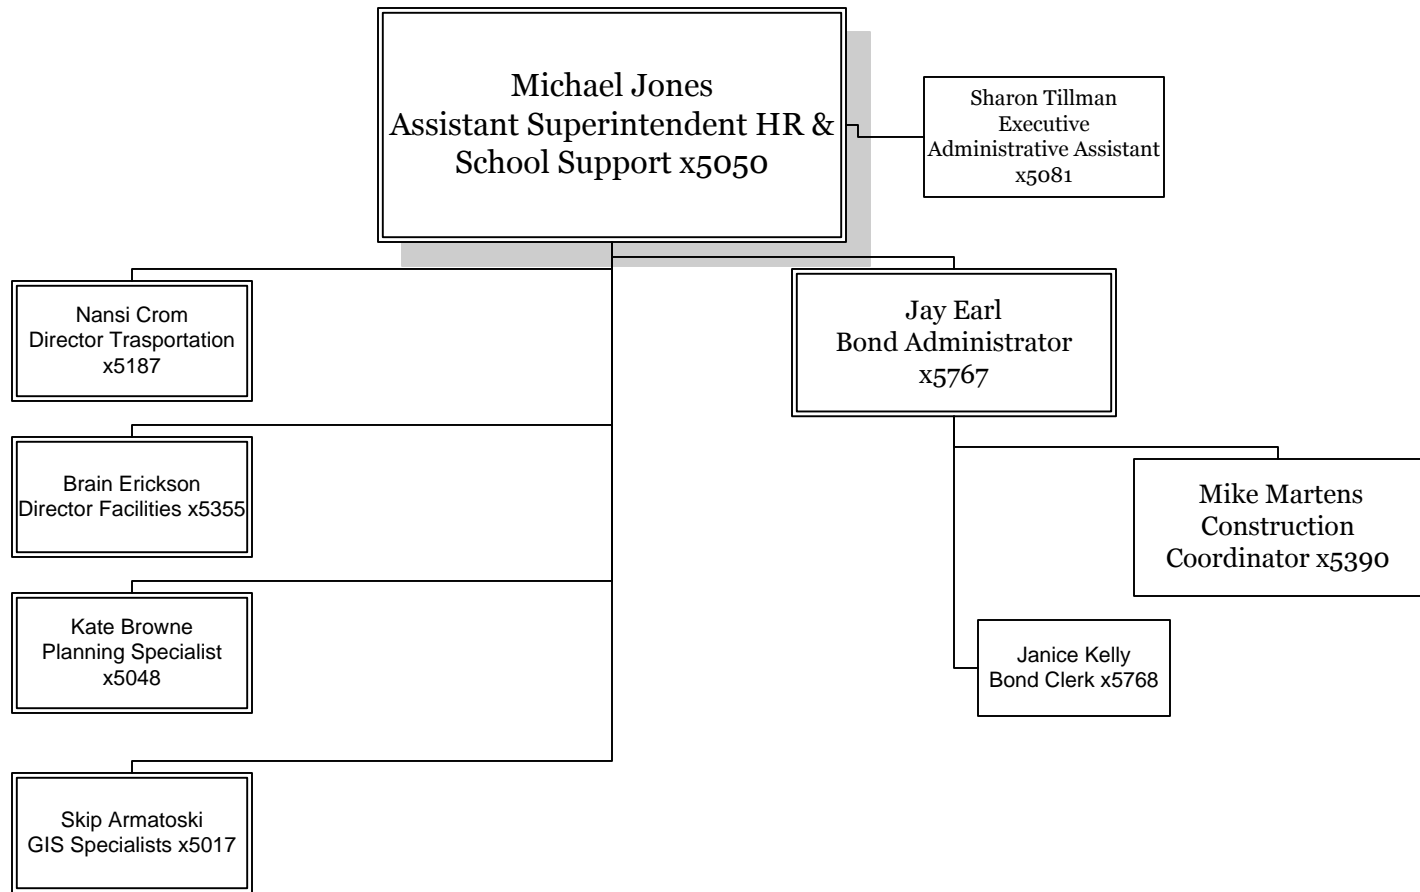 Michael Jones
Assistant Superintendent HR &
School Support x5050
Sharon Tillman
Executive
Administrative Assistant
x5081
Nansi Crom
Director Trasportation
x5187
Jay Earl
Bond Administrator
x5767
Brain Erickson
Director Facilities x5355
Mike Martens
Construction
Coordinator x5390
Kate Browne
Planning Specialist
x5048
Janice Kelly
Bond Clerk x5768
Skip Armatoski
GIS Specialists x5017